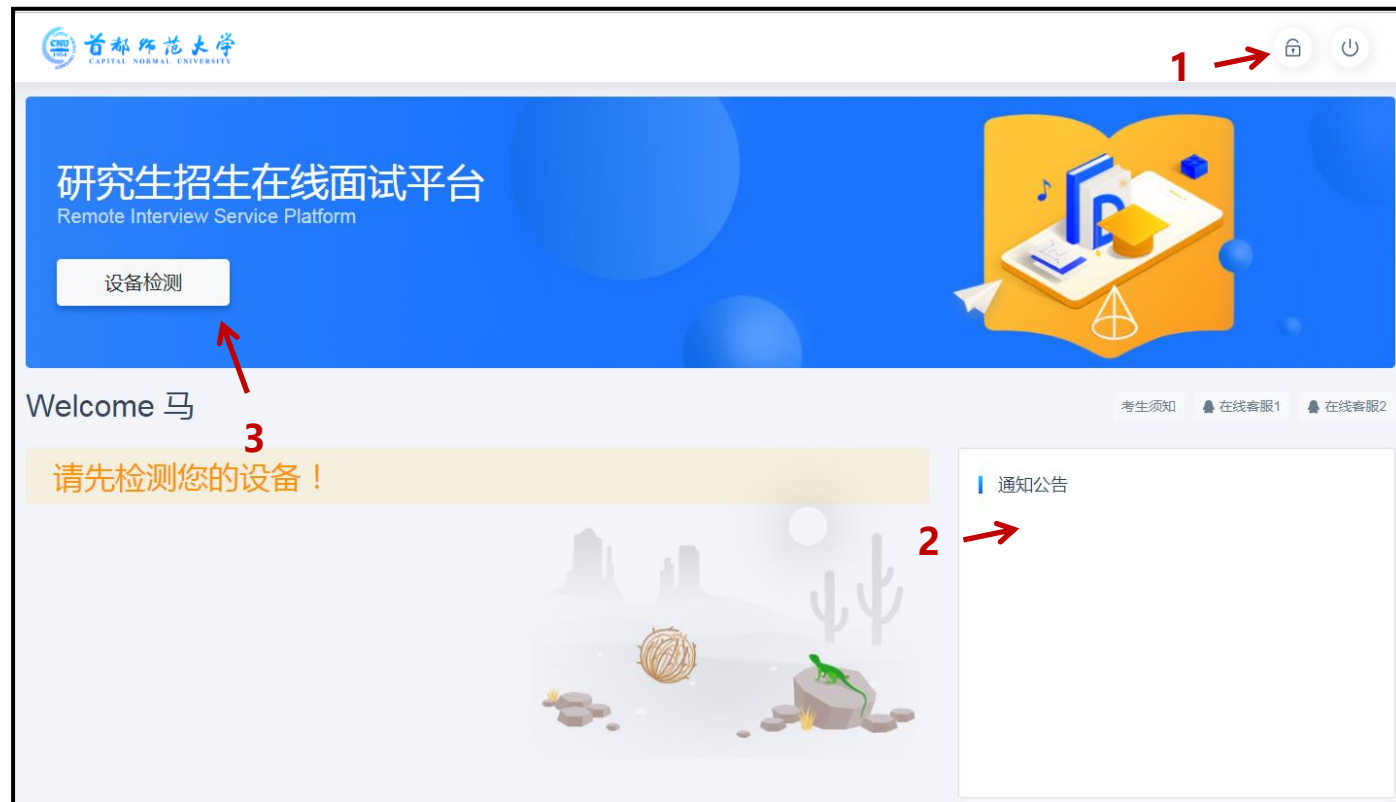 CNU
1954
首都师范大学
CAPITAL NORMAL UNIVERSITY
1
研究生招生在线面试平台
Remote Interview Service Platform
设备检测
3
Welcome 马
考生须知
在线客服1
在线客服2
请先检测您的设备！
通知公告
2